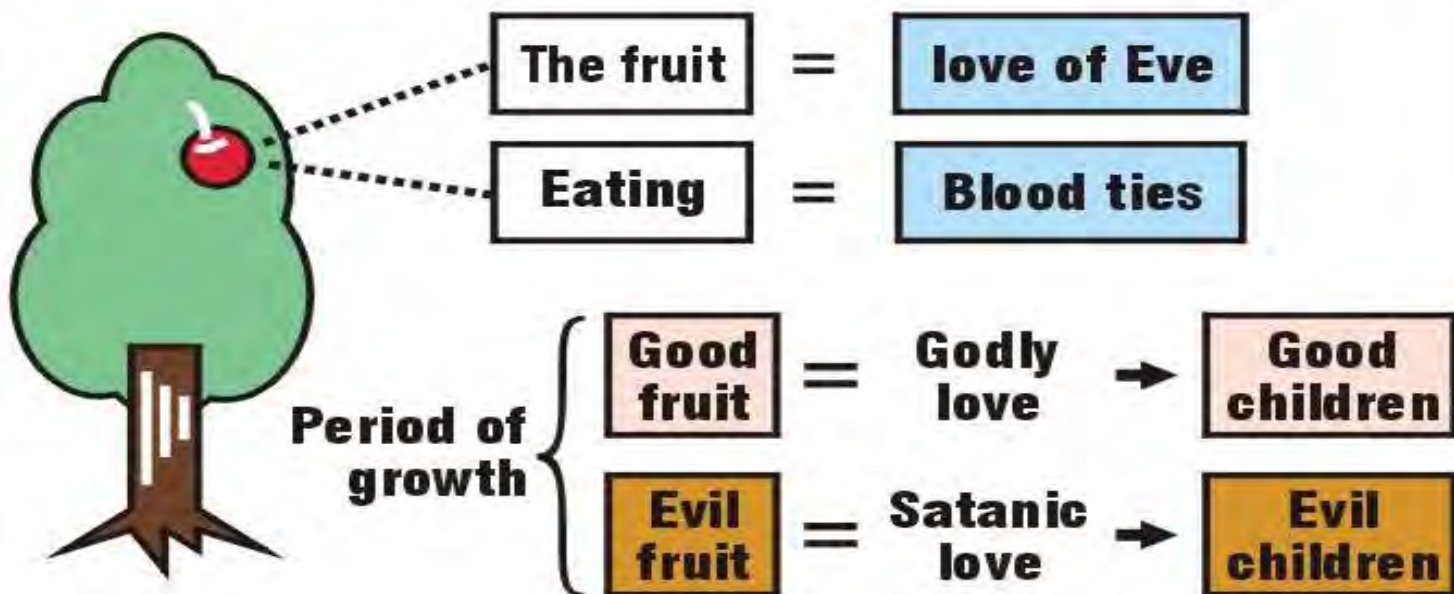 The fruit = love of Eve
Eating = Blood ties
Period of
growth
Good
fruit
=
Godly
love
Good
children
Evil
fruit
=
Satanic
love
Evil
children